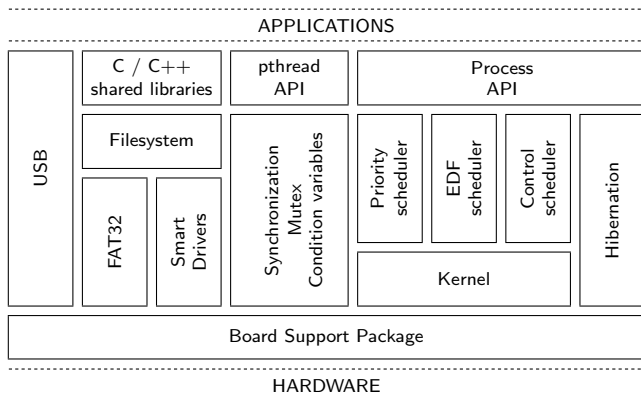 APPLICATIONS
USB
C / C++
shared libraries
pthread
API
Process
API
Filesystem
FAT32
Smart
Drivers
Synchronization
Mutex
Condition variables
Priority
scheduler
EDF
scheduler
Control
scheduler
Kernel
Hibernation
Board Support Package
HARDWARE